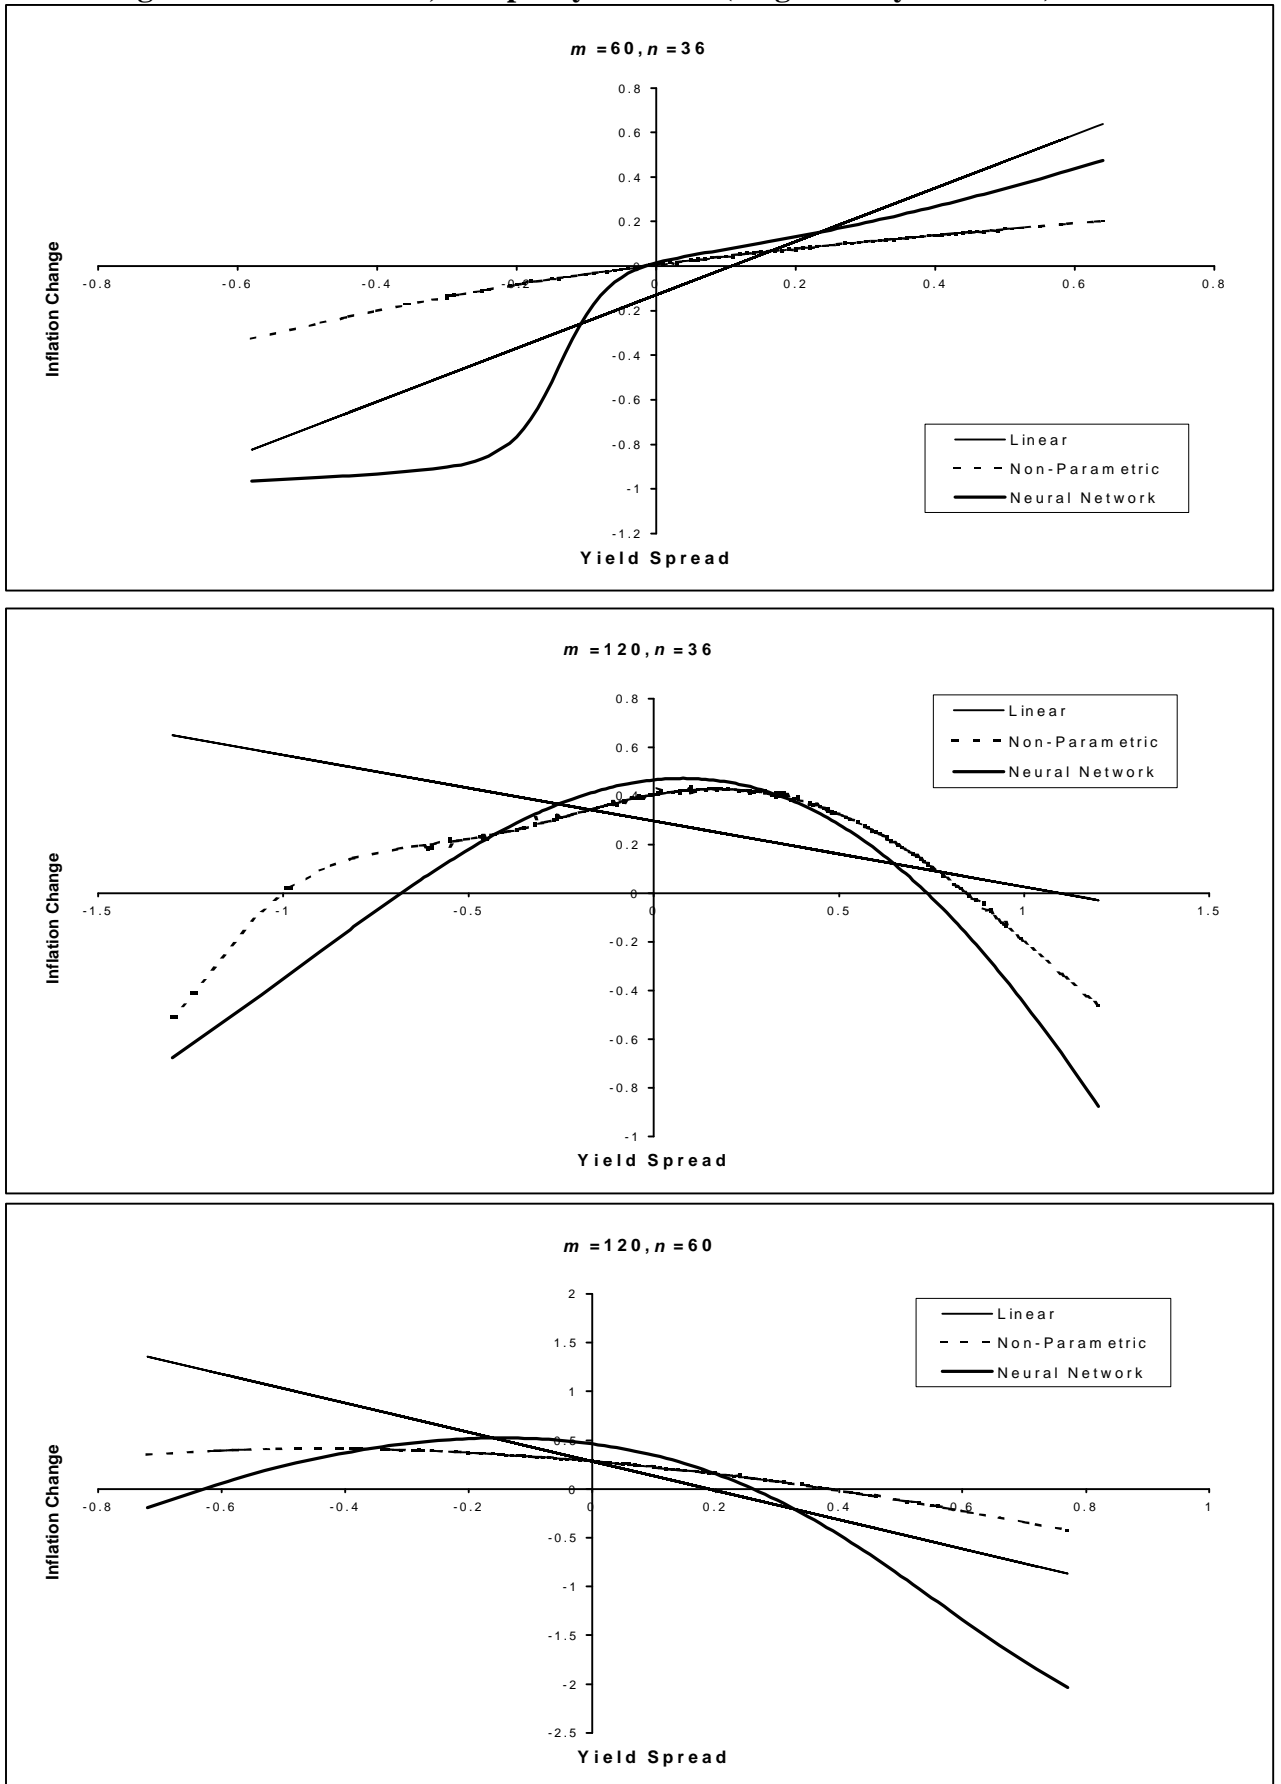 m =60, n =36
0.8
0.6
0.4
0.2
0
-0.8 -0.6 -0.4 -0.2 0 0.2 0.4 0.6 0.8
-0.2
-0.4
-0.6
-0.8
-1
-1.2
Inflation Change
Linear
Non-Parametric
Neural Network
Yield Spread
m =120, n =36
0.8
0.6
0.4
0.2
0
-1.5 -1 -0.5 0 0.5 1 1.5
-0.2
-0.4
-0.6
-0.8
-1
Inflation Change
Linear
Non-Parametric
Neural Network
Yield Spread
m =120, n =60
2
1.5
1
0.5
0
-0.8 -0.6 -0.4 -0.2 0 0.2 0.4 0.6 0.8 1
-0.5
-1
-1.5
-2
-2.5
Inflation Change
Linear
Non-Parametric
Neural Network
Yield Spread